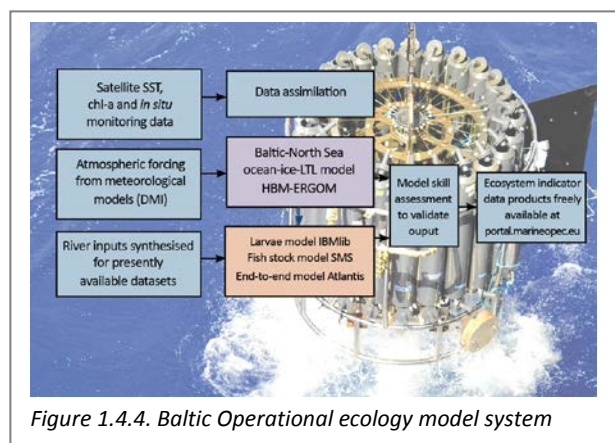 Satellite SST,
chl-a and in situ
monitoring data
Data assimilation
Atmospheric forcing
from meteorological
models (DMI)
Baltic-North Sea
ocean-ice-LTL model
HBM-ERGOM
Model skill
assessment
to validate
ouput
Ecosystem indicator
data products freely
available at
portal.marineopec.eu
River inputs synthesised
for presently
available datasets
Larvae model IBMlib
Fish stock model SMS
End-to-end model Atlantis
Figure 1.4.4. Baltic Operational ecology model system